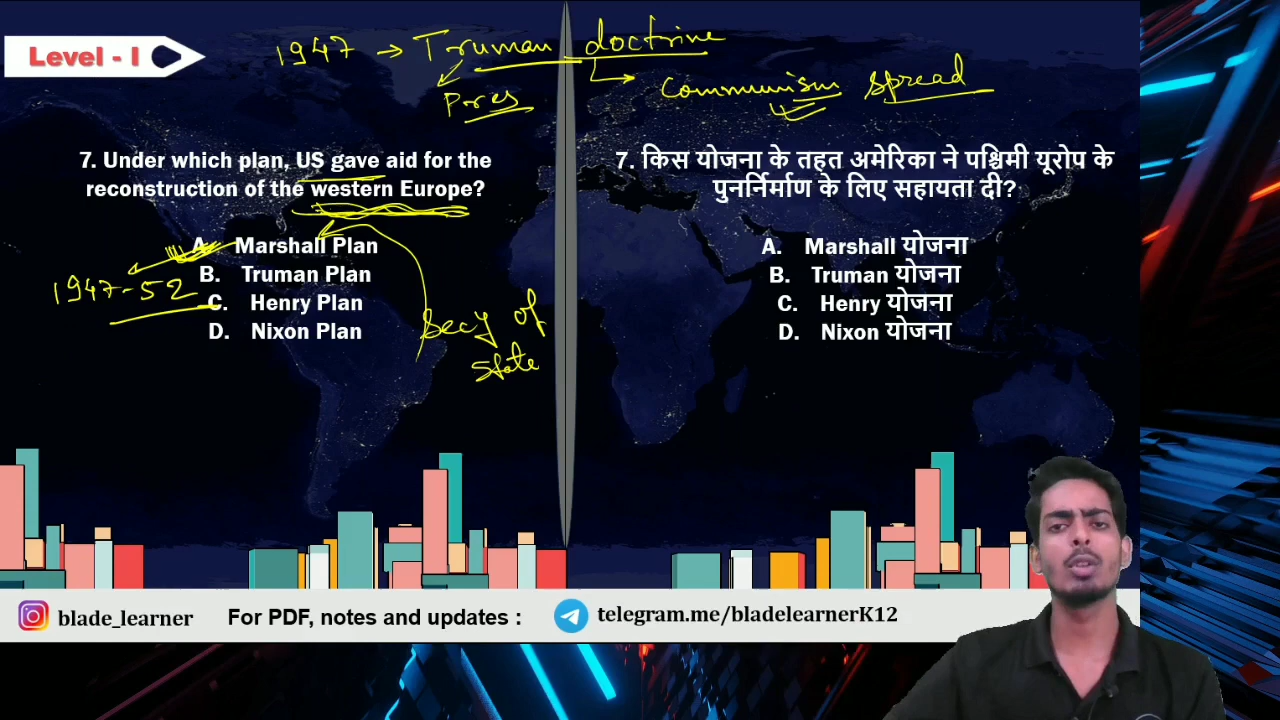 Level - I
1947 → Truman doctrine
Pres
Communism spread
7. Under which plan, US gave aid for the
reconstruction of the western Europe?
A. Marshall Plan
B. Truman Plan
C. Henry Plan
D. Nixon Plan
1947-52
Secy of
state
7. किस योजना के तहत अमेरिका ने पश्चिमी यूरोप के
पुनर्निर्माण के लिए सहायता दी?
A. Marshall योजना
B. Truman योजना
C. Henry योजना
D. Nixon योजना
blade_learner
For PDF, notes and updates :
telegram.me/bladelearnerK12